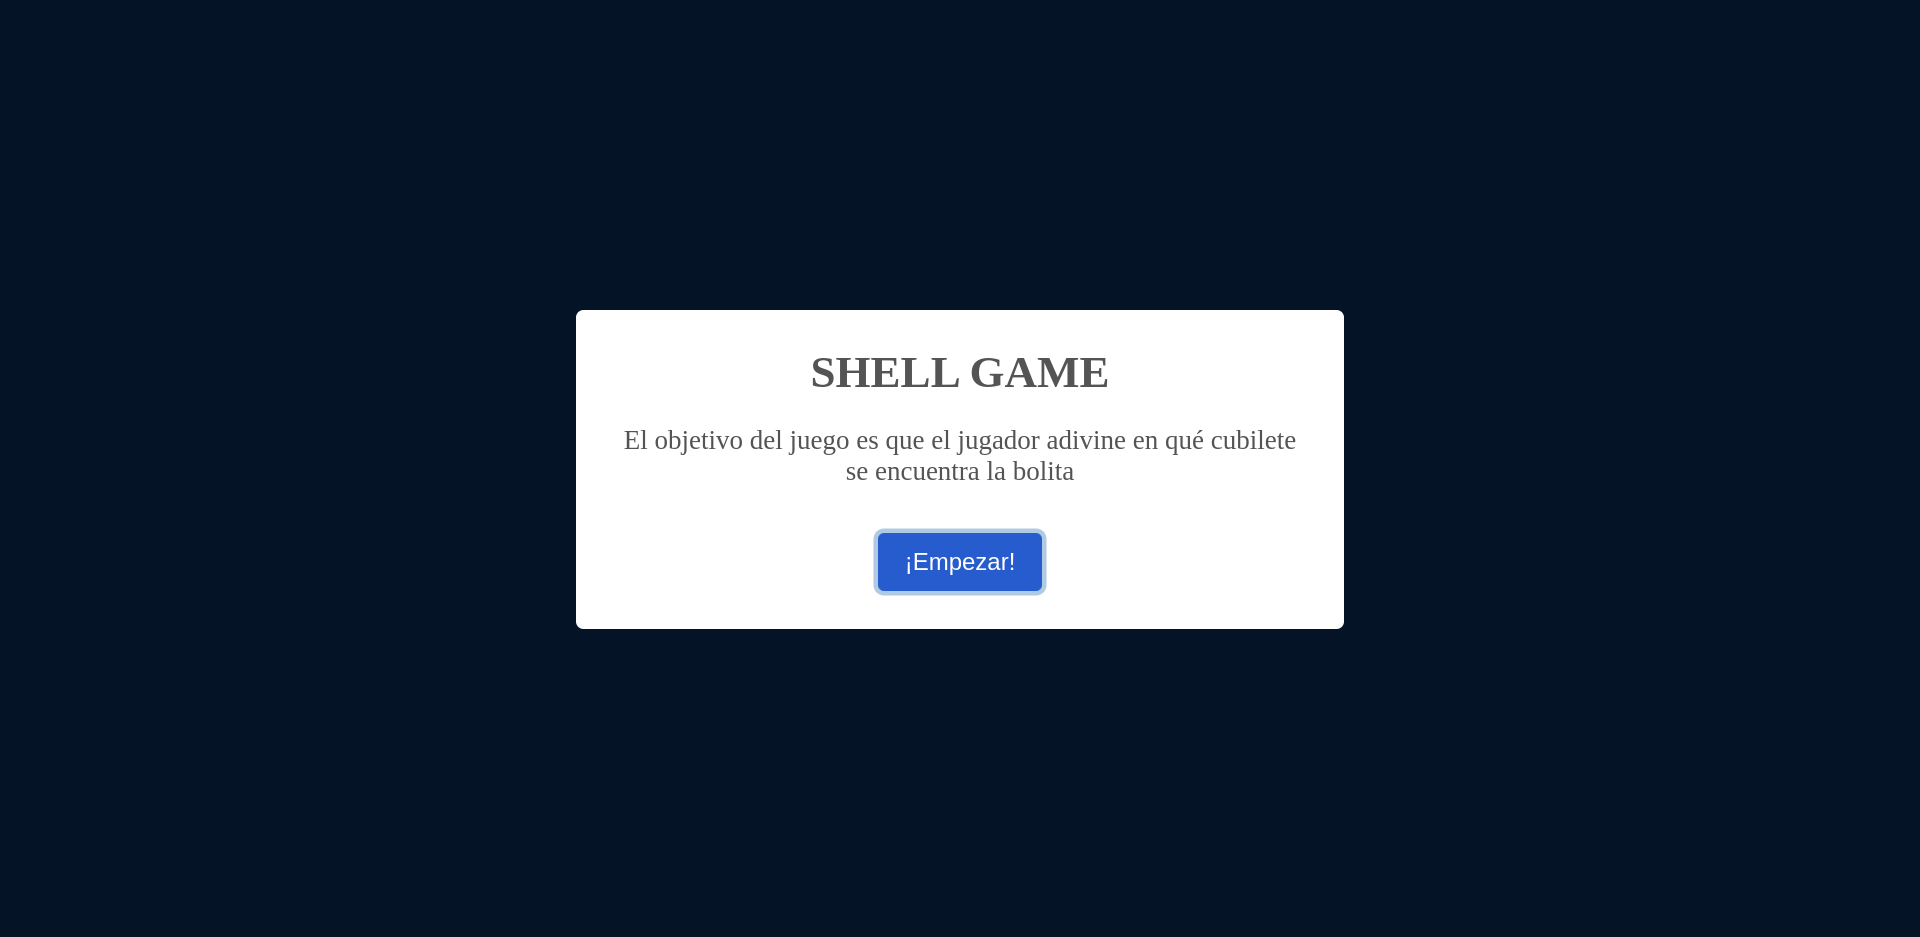 SHELL GAME
El objetivo del juego es que el jugador adivine en qué cubilete
se encuentra la bolita
¡Empezar!